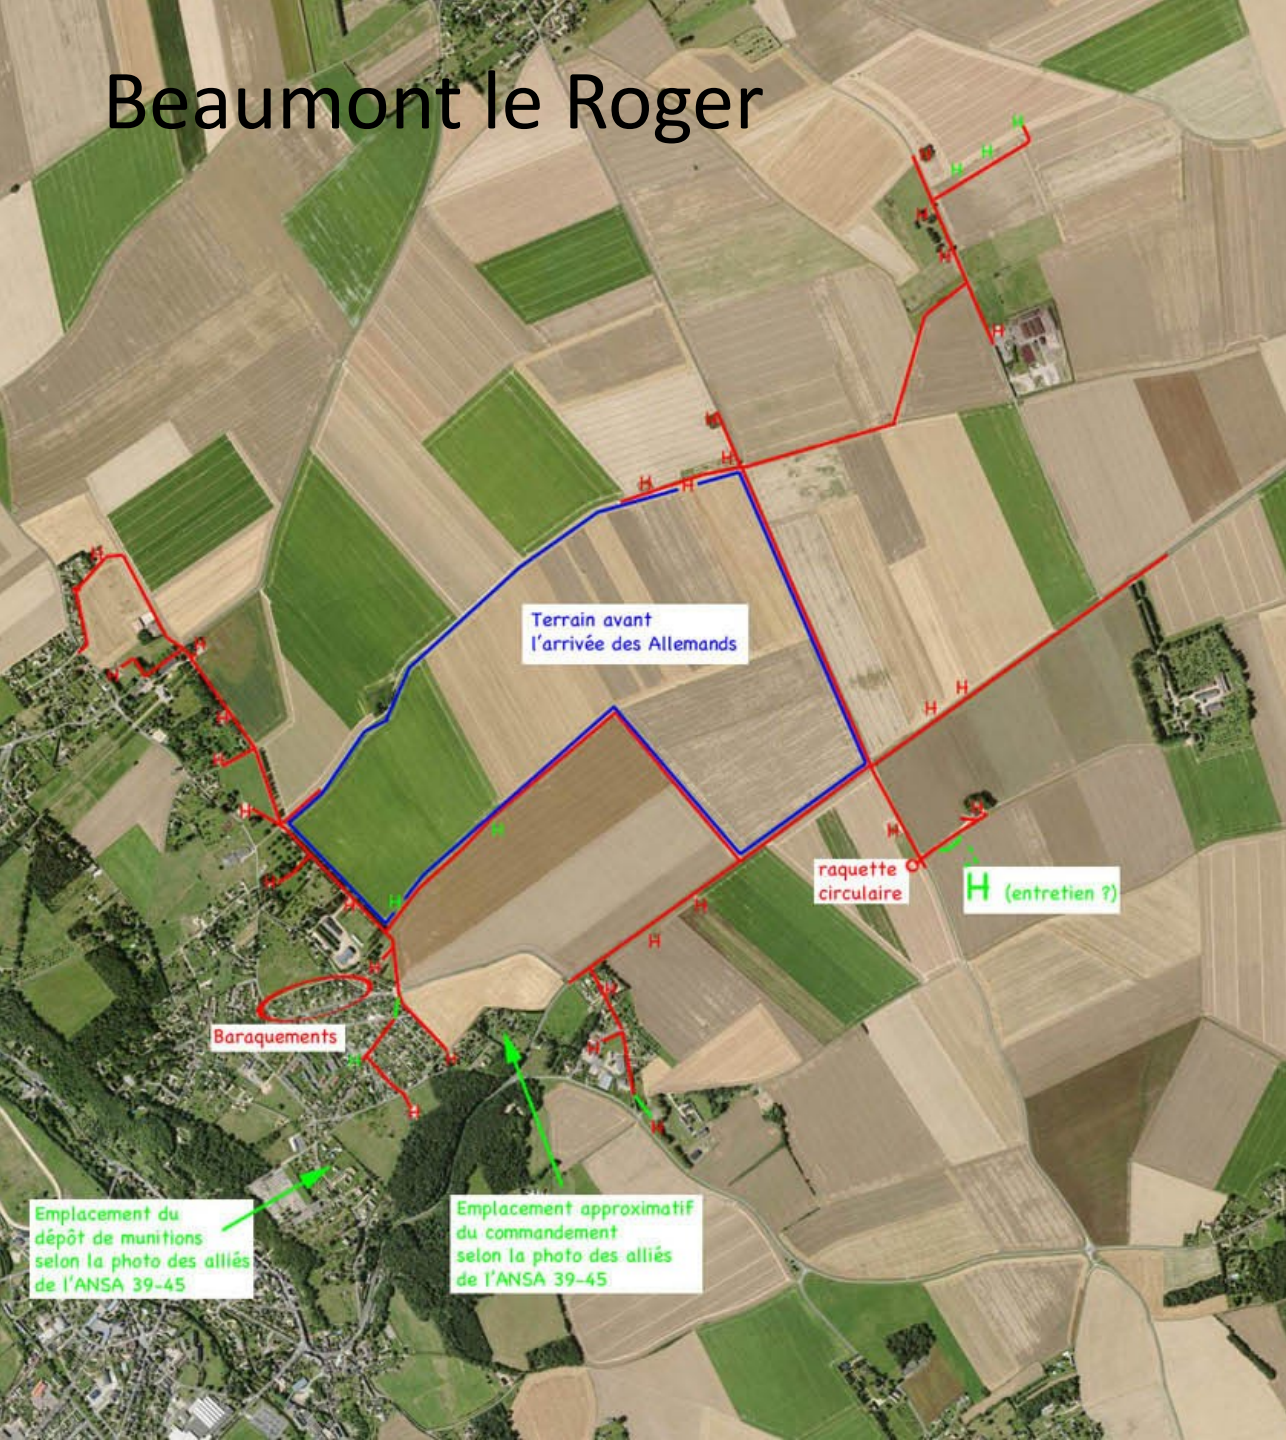 Beaumont le Roger
H
H
H
H
H
H
H
H
H
H
H
H
H
H
Terrain avant
l'arrivée des Allemands
H
H
H
H
H
H
H
H
H
H
raquette
circulaire
H (entretien ?)
H
H
H
H
H
H
Baraquements
H
H
H
H
H
H
Emplacement du
dépôt de munitions
selon la photo des alliés
de l'ANSA 39-45
Emplacement approximatif
du commandement
selon la photo des alliés
de l'ANSA 39-45